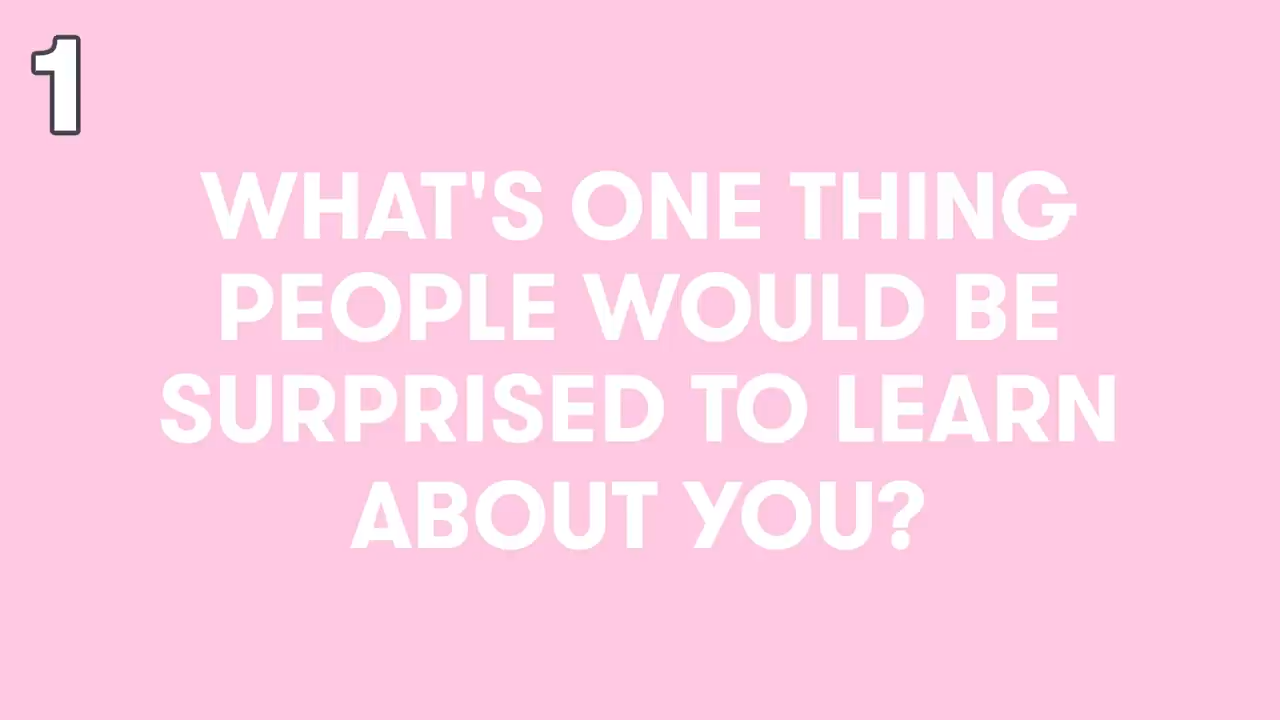 1
WHAT'S ONE THING
PEOPLE WOULD BE
SURPRISED TO LEARN
ABOUT YOU?